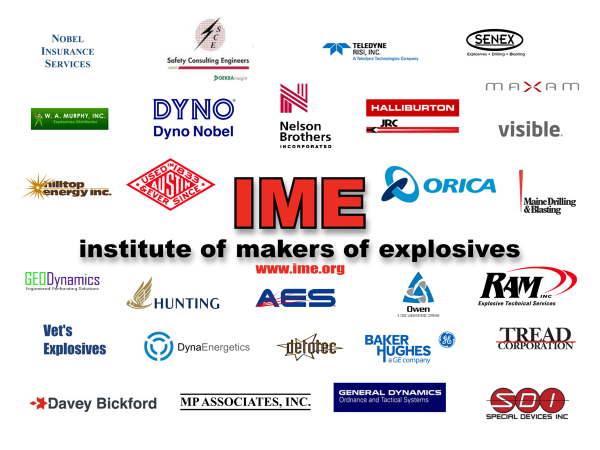 NOBEL
INSURANCE
SERVICES
SCE
Safety Consulting Engineers
DEKRA Insight
TELEDYNE
RISI, INC.
A Teledyne Technologies Company
SENEX
Explosives • Drilling • Blasting
MAXAM
W. A. MURPHY, INC.
Explosives Distributor
DYNO
Dyno Nobel
Nelson
Brothers
INCORPORATED
HALLIBURTON
JRC
visible.
hilltop
energy inc.
USED IN 1833
AUSTIN
& EVER SINCE
IME
ORICA
Maine Drilling
& Blasting
institute of makers of explosives
www.ime.org
GEODynamics
Engineered Perforating Solutions
HUNTING
AES
Owen
RAM INC
Explosive Technical Services
Vet's
Explosives
DynaEnergetics
detotec
BAKER
HUGHES
a GE company
TREAD
CORPORATION
Davey Bickford
MP ASSOCIATES, INC.
GENERAL DYNAMICS
Ordnance and Tactical Systems
SDI
SPECIAL DEVICES INC